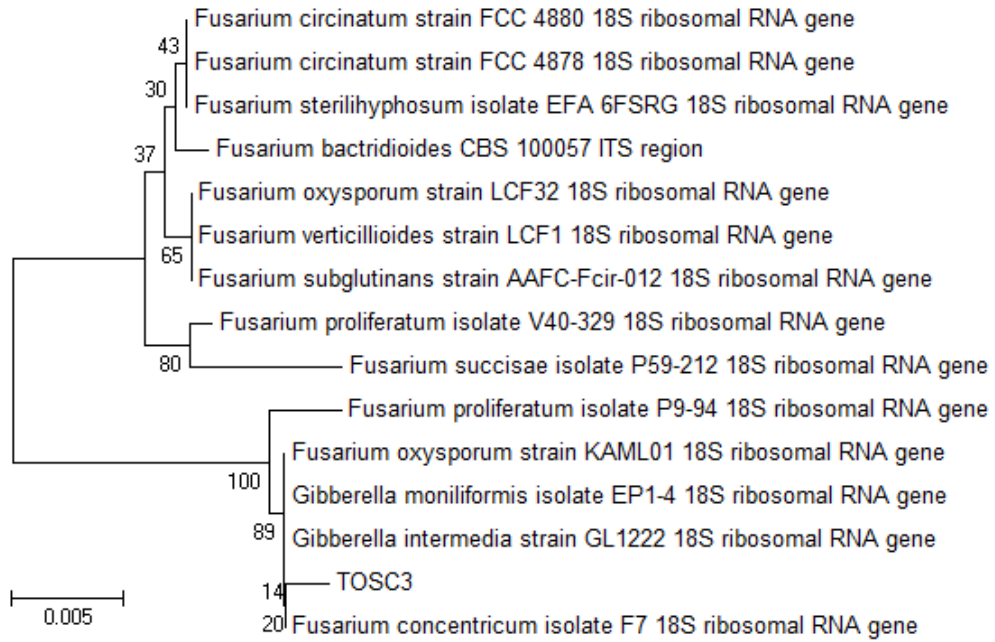 Fusarium circinatum strain FCC 4880 18S ribosomal RNA gene
43
Fusarium circinatum strain FCC 4878 18S ribosomal RNA gene
30
Fusarium sterilihyphosum isolate EFA 6FSRG 18S ribosomal RNA gene
Fusarium bactridioides CBS 100057 ITS region
37
Fusarium oxysporum strain LCF32 18S ribosomal RNA gene
Fusarium verticillioides strain LCF1 18S ribosomal RNA gene
65
Fusarium subglutinans strain AAFC-Fcir-012 18S ribosomal RNA gene
Fusarium proliferatum isolate V40-329 18S ribosomal RNA gene
80
Fusarium succisae isolate P59-212 18S ribosomal RNA gene
Fusarium proliferatum isolate P9-94 18S ribosomal RNA gene
Fusarium oxysporum strain KAML01 18S ribosomal RNA gene
100
Gibberella moniliformis isolate EP1-4 18S ribosomal RNA gene
89
Gibberella intermedia strain GL1222 18S ribosomal RNA gene
TOSC3
14
20
Fusarium concentricum isolate F7 18S ribosomal RNA gene
0.005